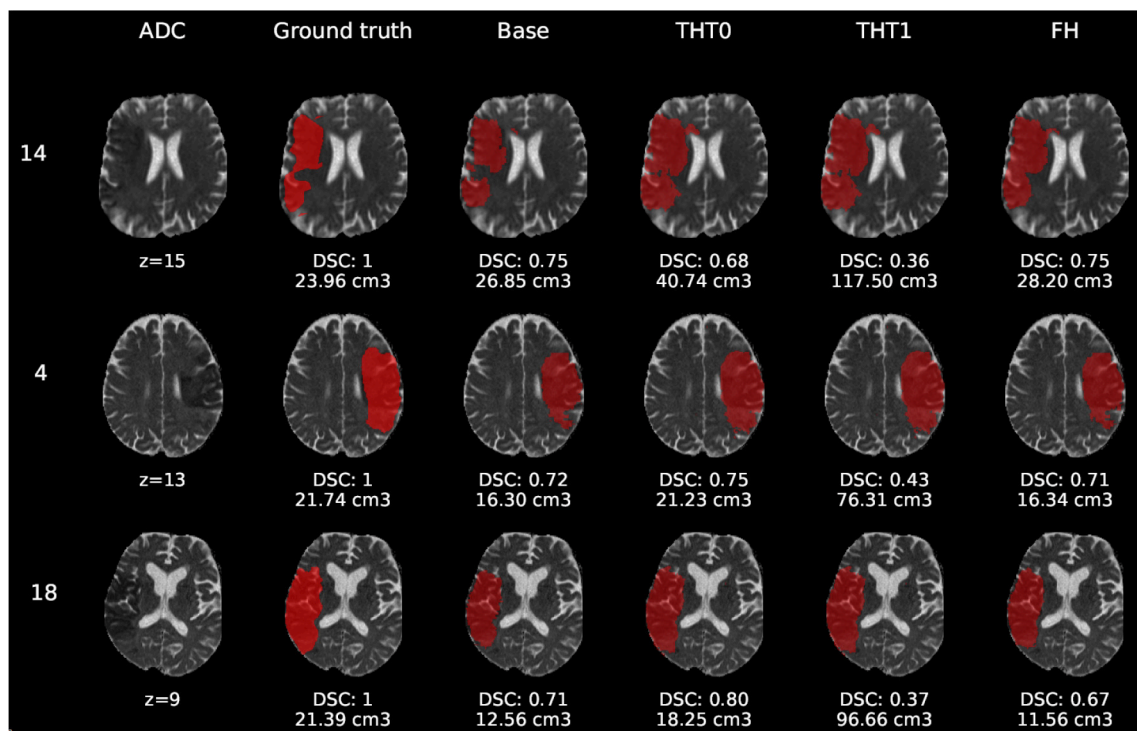 ADC Ground truth Base THT0 THT1 FH
14
z=15 DSC: 1 DSC: 0.75 DSC: 0.68 DSC: 0.36 DSC: 0.75
23.96 cm3 26.85 cm3 40.74 cm3 117.50 cm3 28.20 cm3
4
z=13 DSC: 1 DSC: 0.72 DSC: 0.75 DSC: 0.43 DSC: 0.71
21.74 cm3 16.30 cm3 21.23 cm3 76.31 cm3 16.34 cm3
18
z=9 DSC: 1 DSC: 0.71 DSC: 0.80 DSC: 0.37 DSC: 0.67
21.39 cm3 12.56 cm3 18.25 cm3 96.66 cm3 11.56 cm3